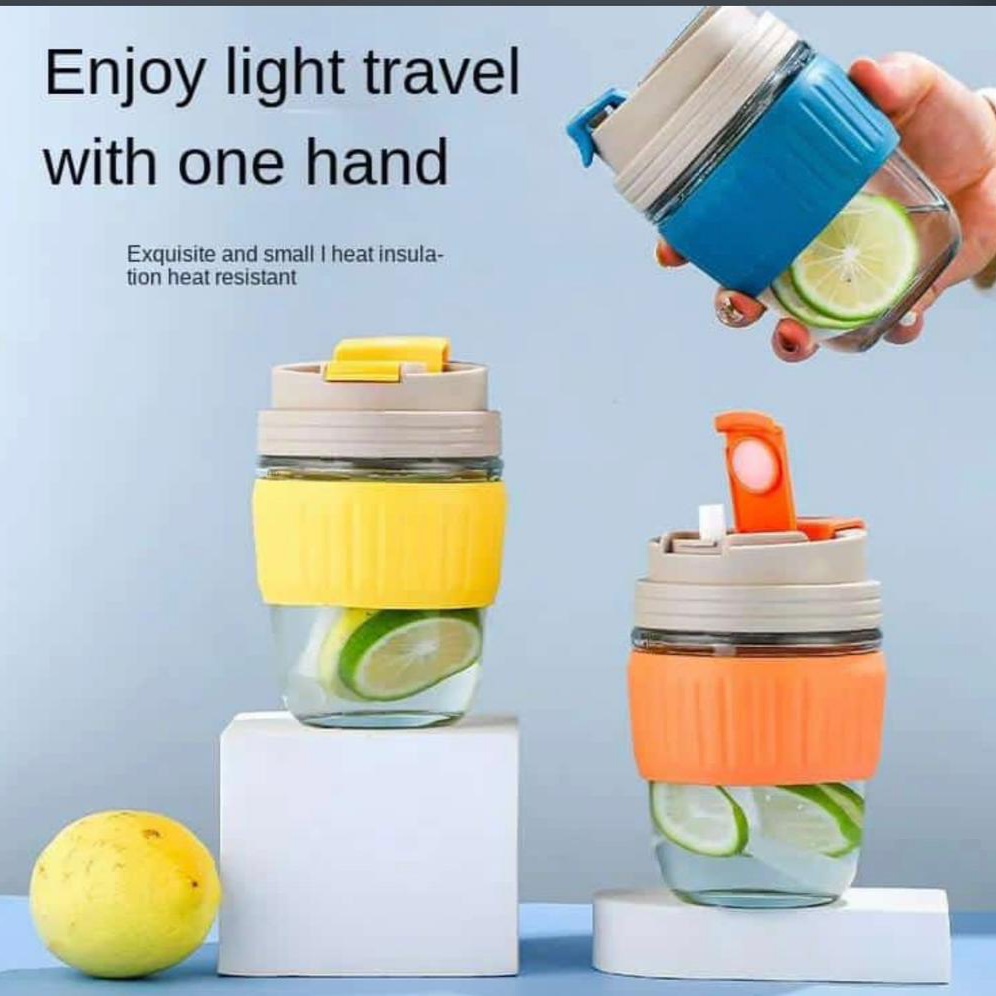 Enjoy light travel
with one hand
Exquisite and small I heat insula-
tion heat resistant